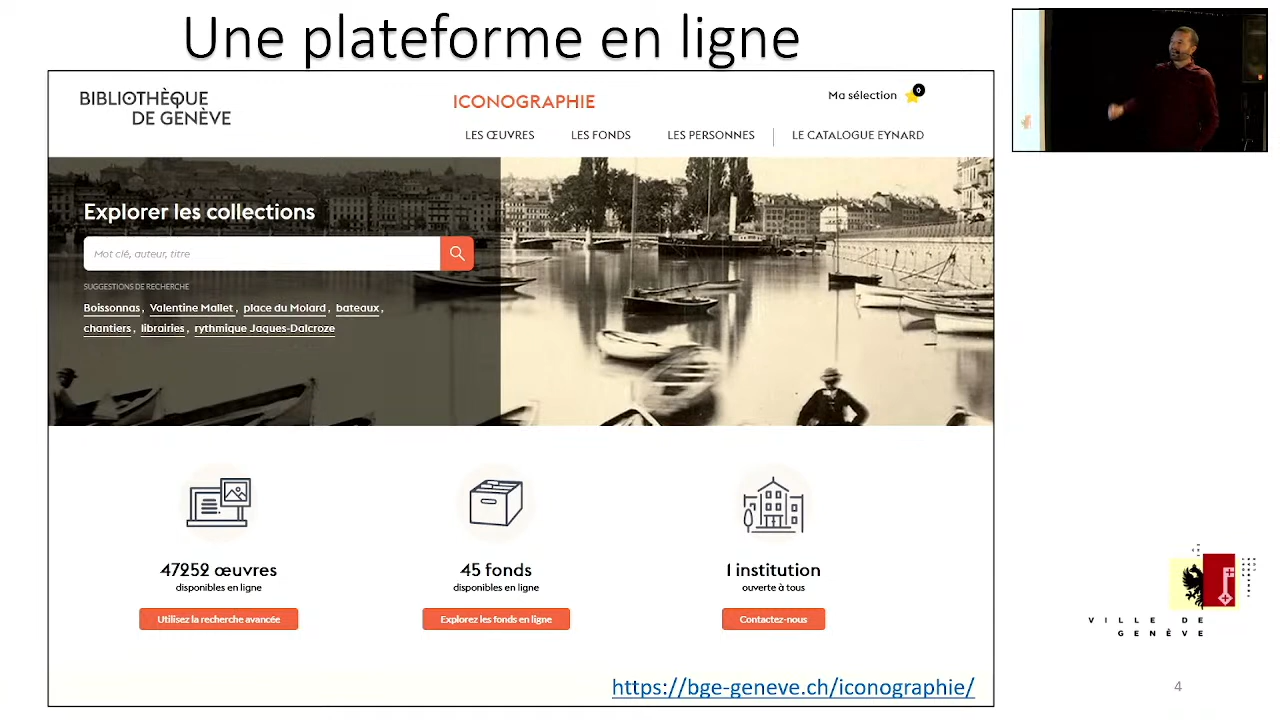 Une plateforme en ligne
BIBLIOTHÈQUE
DE GENÈVE
ICONOGRAPHIE
Ma sélection 0
LES ŒUVRES LES FONDS LES PERSONNES LE CATALOGUE EYNARD
Explorer les collections
Mot clé, auteur, titre
SUGGESTIONS DE RECHERCHE
Boissonnas, Valentine Mallet, place du Molard, bateaux,
chantiers, librairies, rythmique Jaques-Dalcroze
47252 œuvres
disponibles en ligne
Utilisez la recherche avancée
45 fonds
disponibles en ligne
Explorez les fonds en ligne
1 institution
ouverte à tous
Contactez-nous
https://bge-geneve.ch/iconographie/
VILLE DE
GENÈVE
4